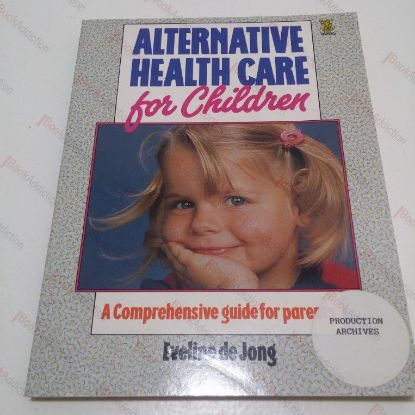 ALTERNATIVE
HEALTH CARE
for Children
A Comprehensive guide for paren
PRODUCTION
ARCHIVES
Eveline de Jong